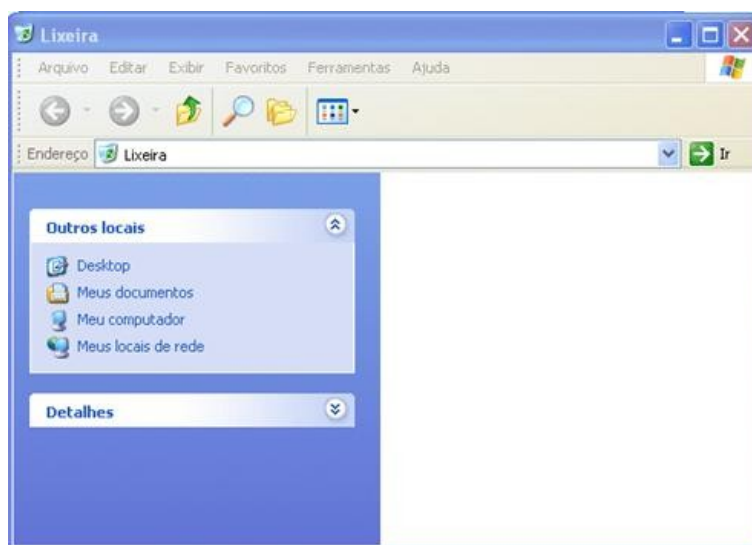 Lixeira
Arquivo Editar Exibir Favoritos Ferramentas Ajuda
Endereço Lixeira Ir
Outros locais
Desktop
Meus documentos
Meu computador
Meus locais de rede
Detalhes